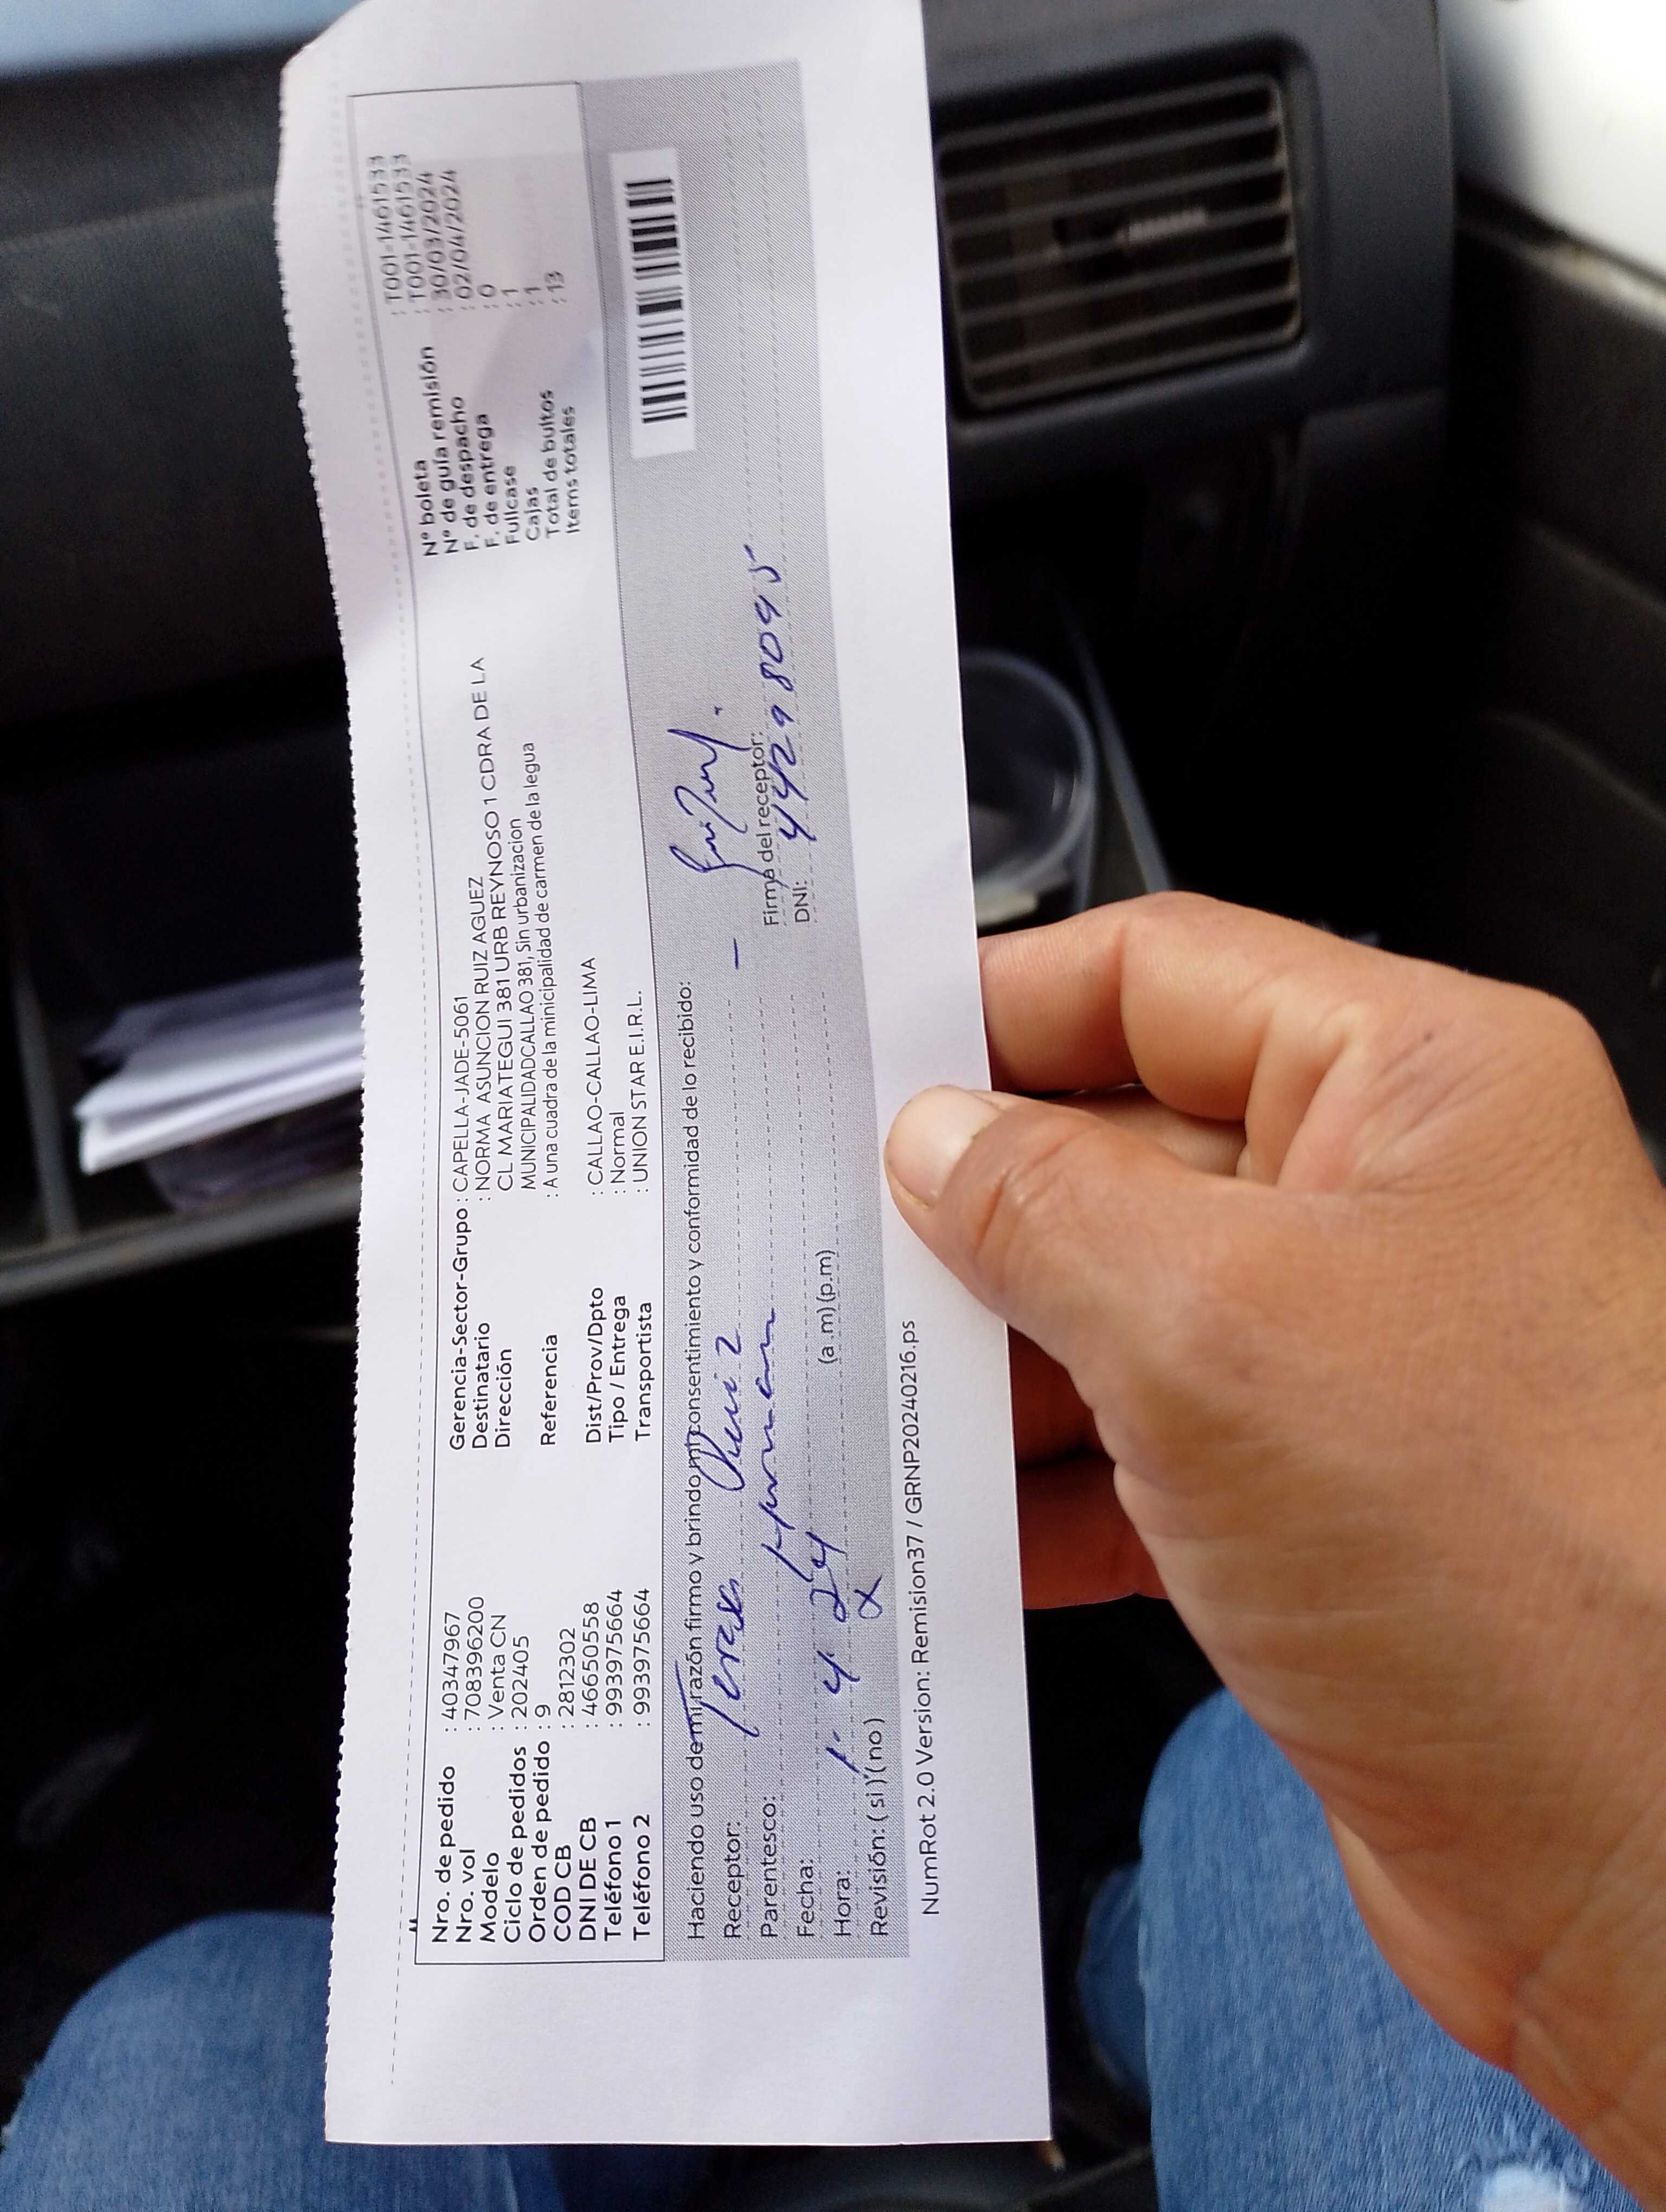 Nro. de pedido : 40347967
Nro. vol : 708396200
Modelo : Venta CN
Ciclo de pedidos : 202405
Orden de pedido : 9
COD CB : 2812302
DNI DE CB : 46650558
Teléfono 1 : 993975664
Teléfono 2 : 993975664
Gerencia-Sector-Grupo : CAPELLA-JADE-5061
Destinatario : NORMA ASUNCION RUIZ AGUEZ
Dirección CL MARIATEGUI 381 URB REYNOSO 1 CDRA DE LA
MUNICIPALIDADCALLAO 381, Sin urbanizacion
Referencia : A una cuadra de la minicipalidad de carmen de la legua
Dist/Prov/Dpto : CALLAO-CALLAO-LIMA
Tipo / Entrega : Normal
Transportista : UNION STAR E.I.R.L.
N° boleta : T001-1461533
N° de guía remisión : T001-1461533
F. de despacho : 30/03/2024
F. de entrega : 02/04/2024
Fullcase : 0
Cajas : 1
Total de bultos : 1
Items totales : 13
Haciendo uso de mi razón firmo y brindo mi consentimiento y conformidad de lo recibido:
Receptor: Ruiz
Parentesco: Herman
Fecha: 1- 4 24
Hora: (a .m) (p.m)
Revisión: ( si ) ( no )
Firma del receptor:
DNI: 44298095
NumRot 2.0 Version: Remision37 / GRNP20240216.ps